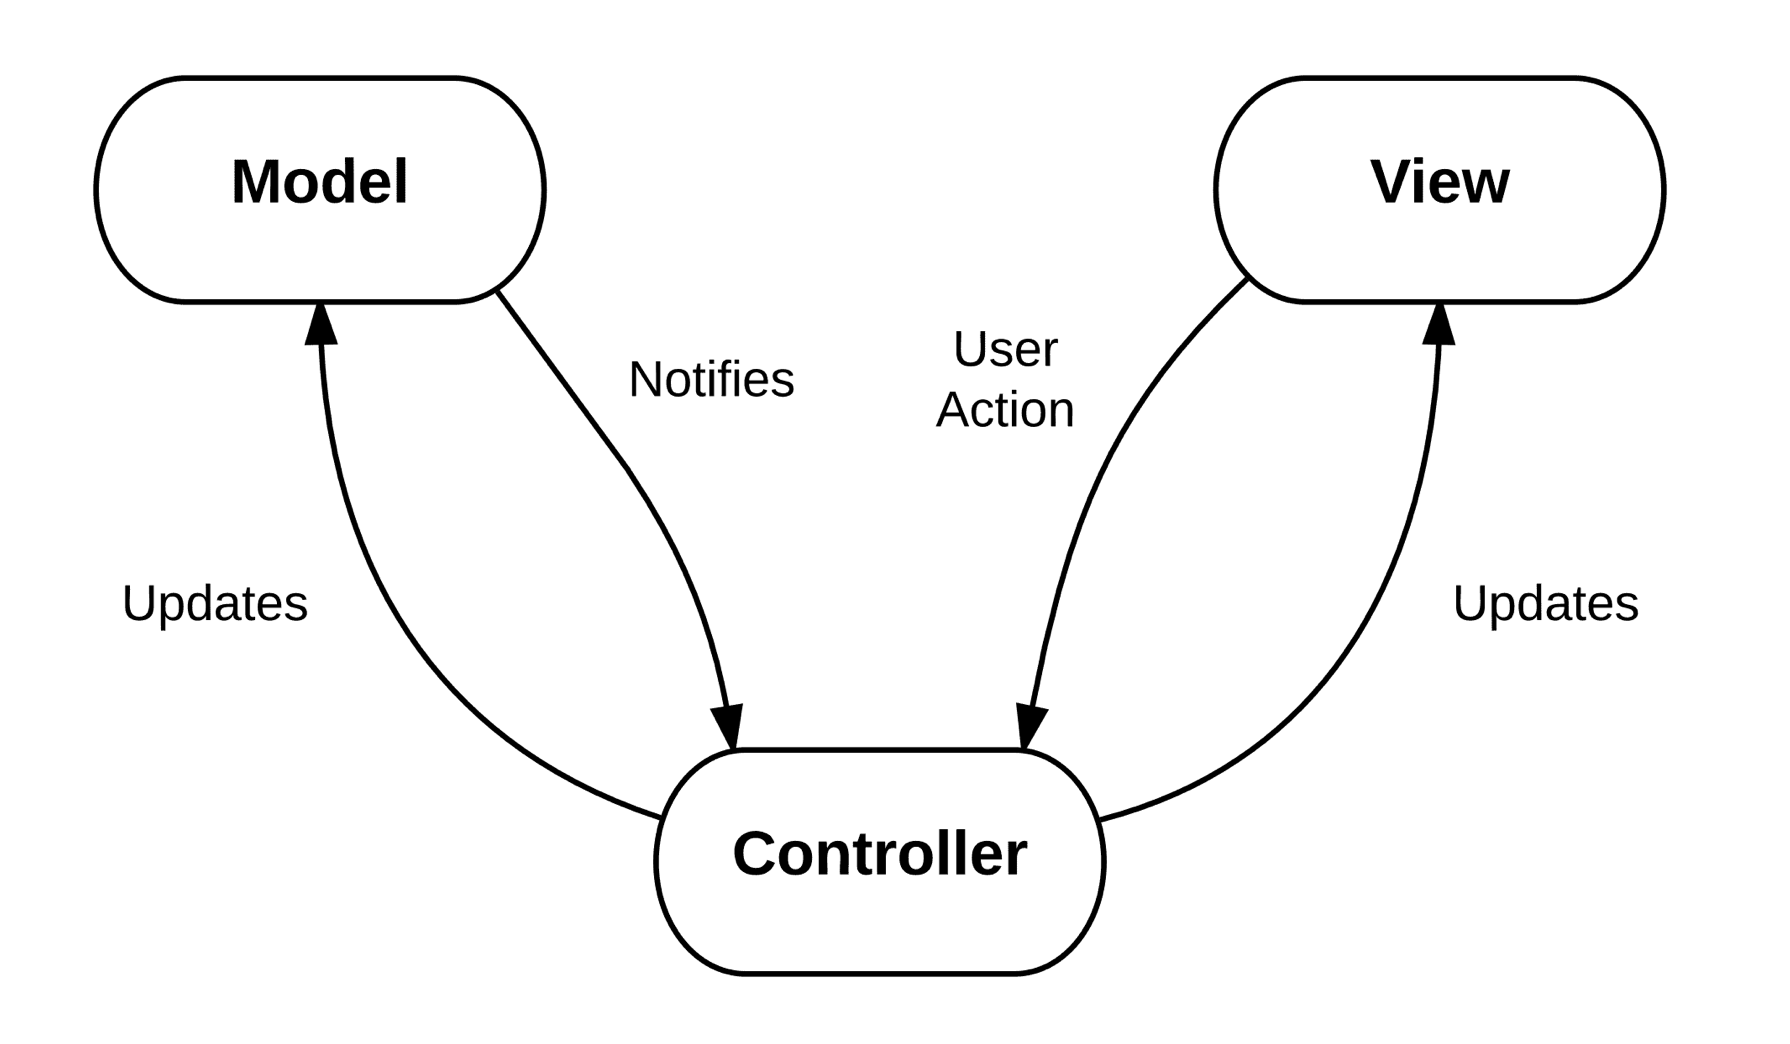 Model
View
Notifies
User
Action
Updates
Updates
Controller